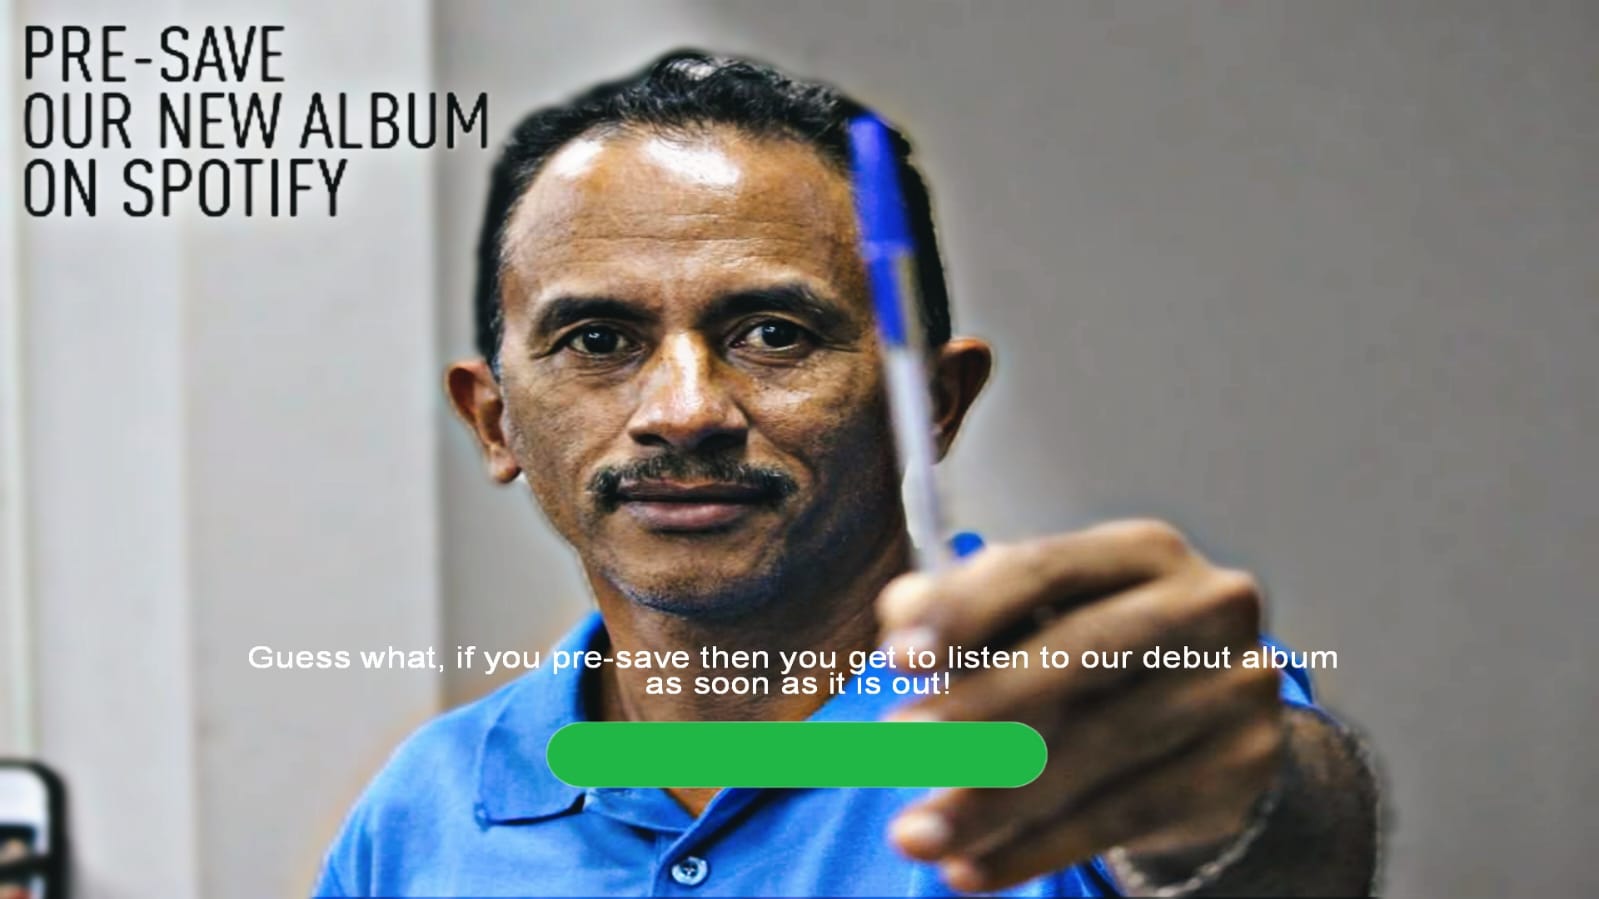 PRE-SAVE
OUR NEW ALBUM
ON SPOTIFY
Guess what, if you pre-save then you get to listen to our debut album
as soon as it is out!